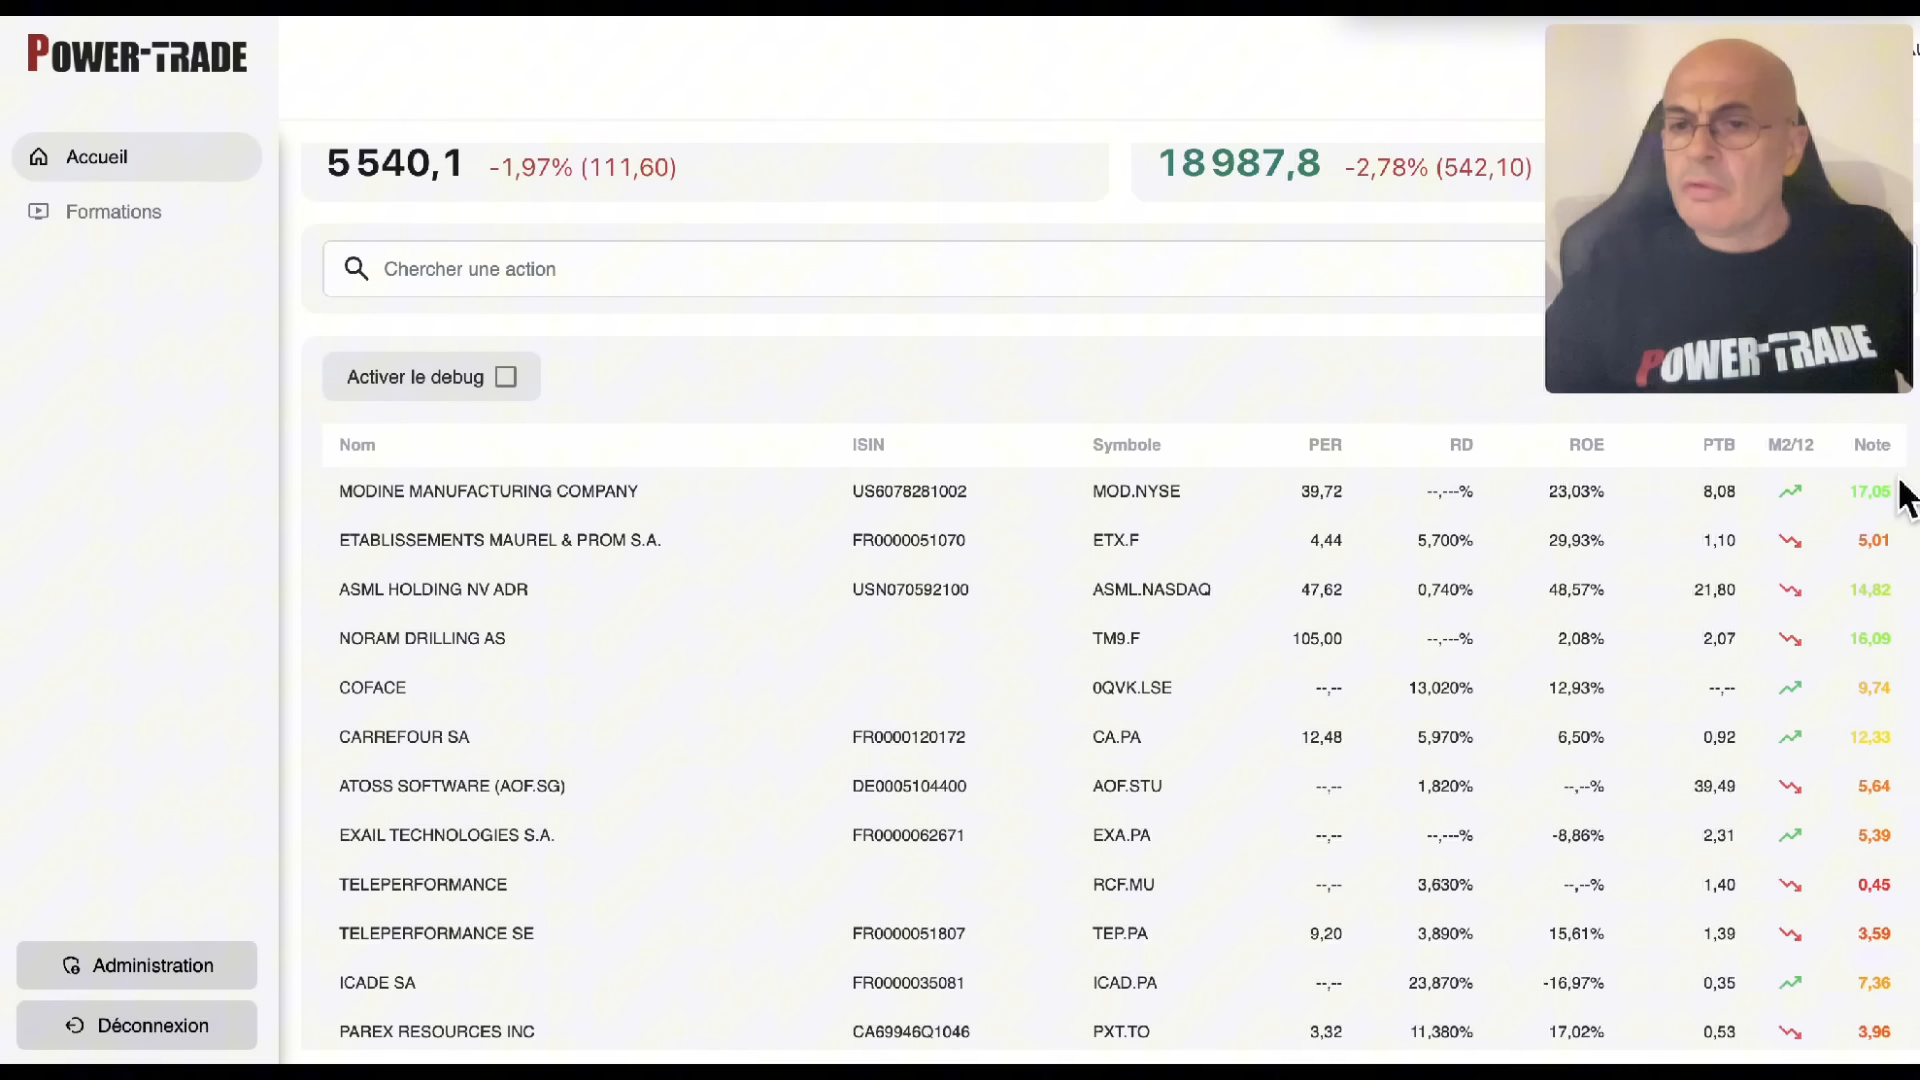 POWER-TRADE
Accueil
Formations
5 540,1 -1,97% (111,60)
18 987,8 -2,78% (542,10)
Chercher une action
POWER-TRADE
Activer le debug
Nom ISIN Symbole PER RD ROE PTB M2/12 Note
MODINE MANUFACTURING COMPANY US6078281002 MOD.NYSE 39,72 --,---% 23,03% 8,08 17,05
ETABLISSEMENTS MAUREL & PROM S.A. FR0000051070 ETX.F 4,44 5,700% 29,93% 1,10 5,01
ASML HOLDING NV ADR USN070592100 ASML.NASDAQ 47,62 0,740% 48,57% 21,80 14,82
NORAM DRILLING AS TM9.F 105,00 --,---% 2,08% 2,07 16,09
COFACE 0QVK.LSE --,-- 13,020% 12,93% --,-- 9,74
CARREFOUR SA FR0000120172 CA.PA 12,48 5,970% 6,50% 0,92 12,33
ATOSS SOFTWARE (AOF.SG) DE0005104400 AOF.STU --,-- 1,820% --,--% 39,49 5,64
EXAIL TECHNOLOGIES S.A. FR0000062671 EXA.PA --,-- --,---% -8,86% 2,31 5,39
TELEPERFORMANCE RCF.MU --,-- 3,630% --,--% 1,40 0,45
TELEPERFORMANCE SE FR0000051807 TEP.PA 9,20 3,890% 15,61% 1,39 3,59
ICADE SA FR0000035081 ICAD.PA --,-- 23,870% -16,97% 0,35 7,36
PAREX RESOURCES INC CA69946Q1046 PXT.TO 3,32 11,380% 17,02% 0,53 3,96
Administration
Déconnexion